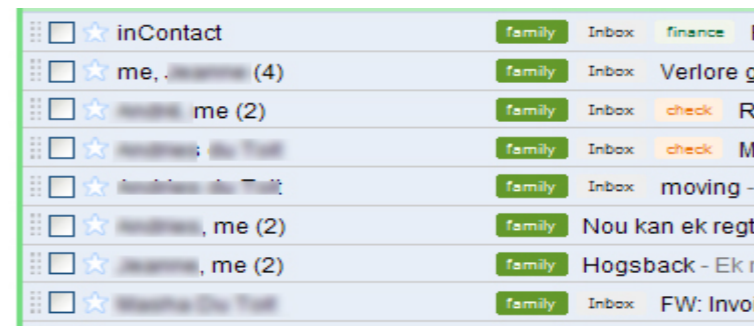 inContact family Inbox finance
me, (4) family Inbox Verlore
me (2) family Inbox check R
family Inbox check M
family Inbox moving -
, me (2) family Nou kan ek regt
, me (2) family Hogsback - Ek
family Inbox FW: Invo